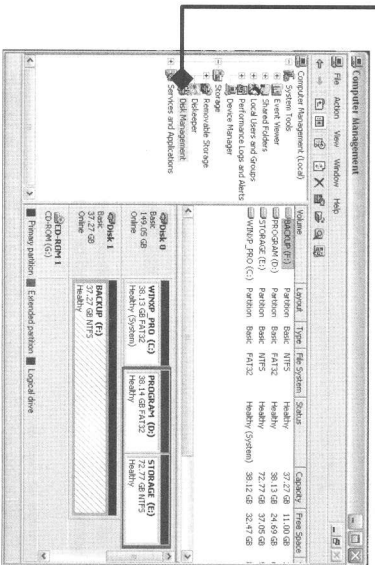 Computer Management
File Action View Window Help
Computer Management (Local)
System Tools
Event Viewer
Shared Folders
Local Users and Groups
Performance Logs and Alerts
Device Manager
Storage
Removable Storage
Diskeeper
Disk Management
Services and Applications
Volume Layout Type File System Status Capacity Free Space
BACKUP (F:) Partition Basic NTFS Healthy 37.27 GB 11.00 GB
PROGRAM (D:) Partition Basic FAT32 Healthy 38.13 GB 24.69 GB
STORAGE (E:) Partition Basic NTFS Healthy 72.77 GB 37.05 GB
WINXP PRO (C:) Partition Basic FAT32 Healthy (System) 38.12 GB 32.47 GB
Disk 0
Basic
149.05 GB
Online
WINXP PRO (C:)
38.13 GB FAT32
Healthy (System)
PROGRAM (D:)
38.14 GB FAT32
Healthy
STORAGE (E:)
72.77 GB NTFS
Healthy
Disk 1
Basic
37.27 GB
Online
BACKUP (F:)
37.27 GB NTFS
Healthy
CD-ROM 1
CD-ROM (G:)
Primary partition Extended partition Logical drive